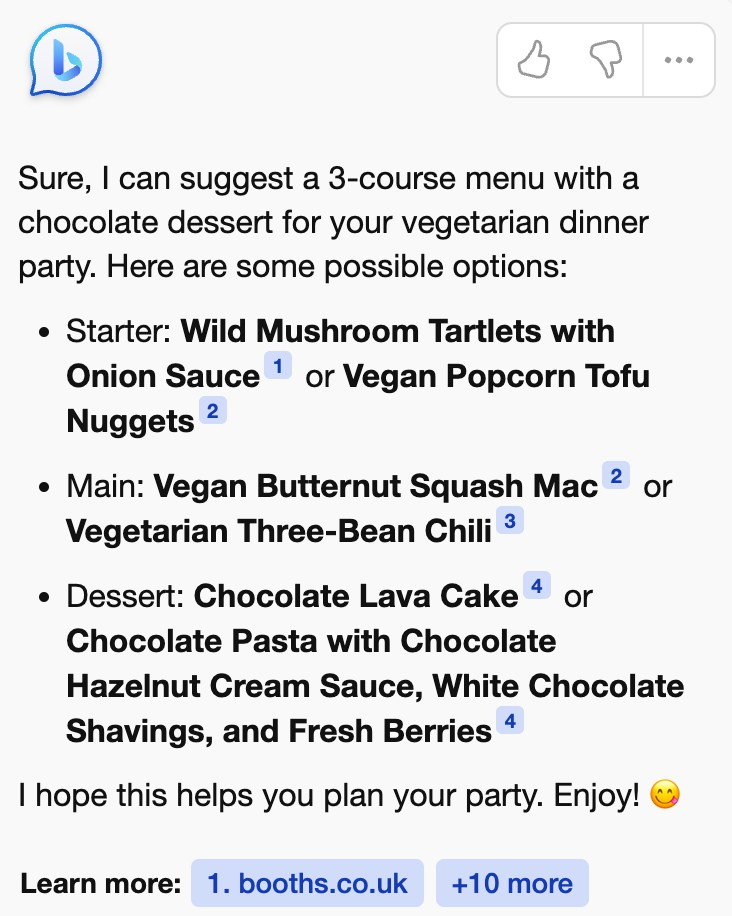 Sure, I can suggest a 3-course menu with a
chocolate dessert for your vegetarian dinner
party. Here are some possible options:
• Starter: Wild Mushroom Tartlets with
Onion Sauce 1 or Vegan Popcorn Tofu
Nuggets 2
• Main: Vegan Butternut Squash Mac 2 or
Vegetarian Three-Bean Chili 3
• Dessert: Chocolate Lava Cake 4 or
Chocolate Pasta with Chocolate
Hazelnut Cream Sauce, White Chocolate
Shavings, and Fresh Berries 4
I hope this helps you plan your party. Enjoy! 😋
Learn more: 1. booths.co.uk +10 more